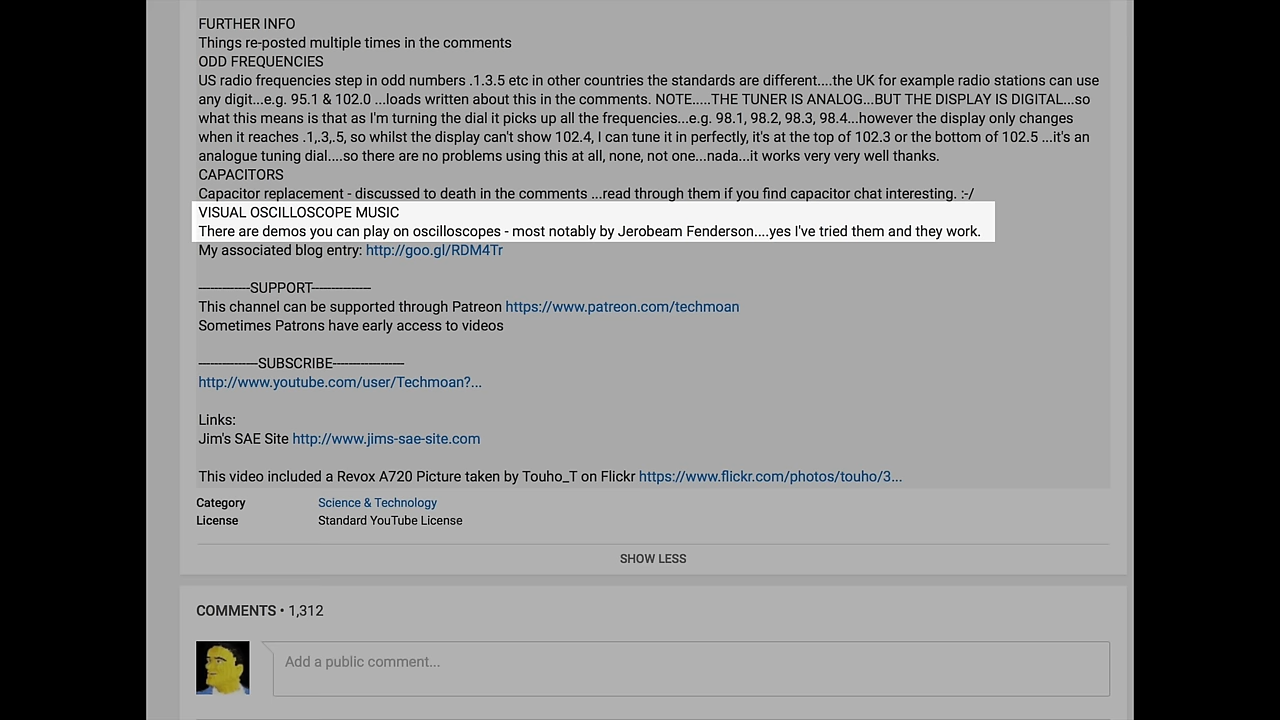 FURTHER INFO
Things re-posted multiple times in the comments
ODD FREQUENCIES
US radio frequencies step in odd numbers .1.3.5 etc in other countries the standards are different....the UK for example radio stations can use
any digit...e.g. 95.1 & 102.0 ...loads written about this in the comments. NOTE.....THE TUNER IS ANALOG...BUT THE DISPLAY IS DIGITAL...so
what this means is that as I'm turning the dial it picks up all the frequencies...e.g. 98.1, 98.2, 98.3, 98.4...however the display only changes
when it reaches .1,.3,.5, so whilst the display can't show 102.4, I can tune it in perfectly, it's at the top of 102.3 or the bottom of 102.5 ...it's an
analogue tuning dial....so there are no problems using this at all, none, not one...nada...it works very very well thanks.
CAPACITORS
Capacitor replacement - discussed to death in the comments ...read through them if you find capacitor chat interesting. :-/
VISUAL OSCILLOSCOPE MUSIC
There are demos you can play on oscilloscopes - most notably by Jerobeam Fenderson....yes I've tried them and they work.
My associated blog entry: http://goo.gl/RDM4Tr
-------------SUPPORT------------
This channel can be supported through Patreon https://www.patreon.com/techmoan
Sometimes Patrons have early access to videos
------------SUBSCRIBE---------------
http://www.youtube.com/user/Techmoan?...
Links:
Jim's SAE Site http://www.jims-sae-site.com
This video included a Revox A720 Picture taken by Touho_T on Flickr https://www.flickr.com/photos/touho/3...
Category Science & Technology
License Standard YouTube License
SHOW LESS
COMMENTS • 1,312
Add a public comment...